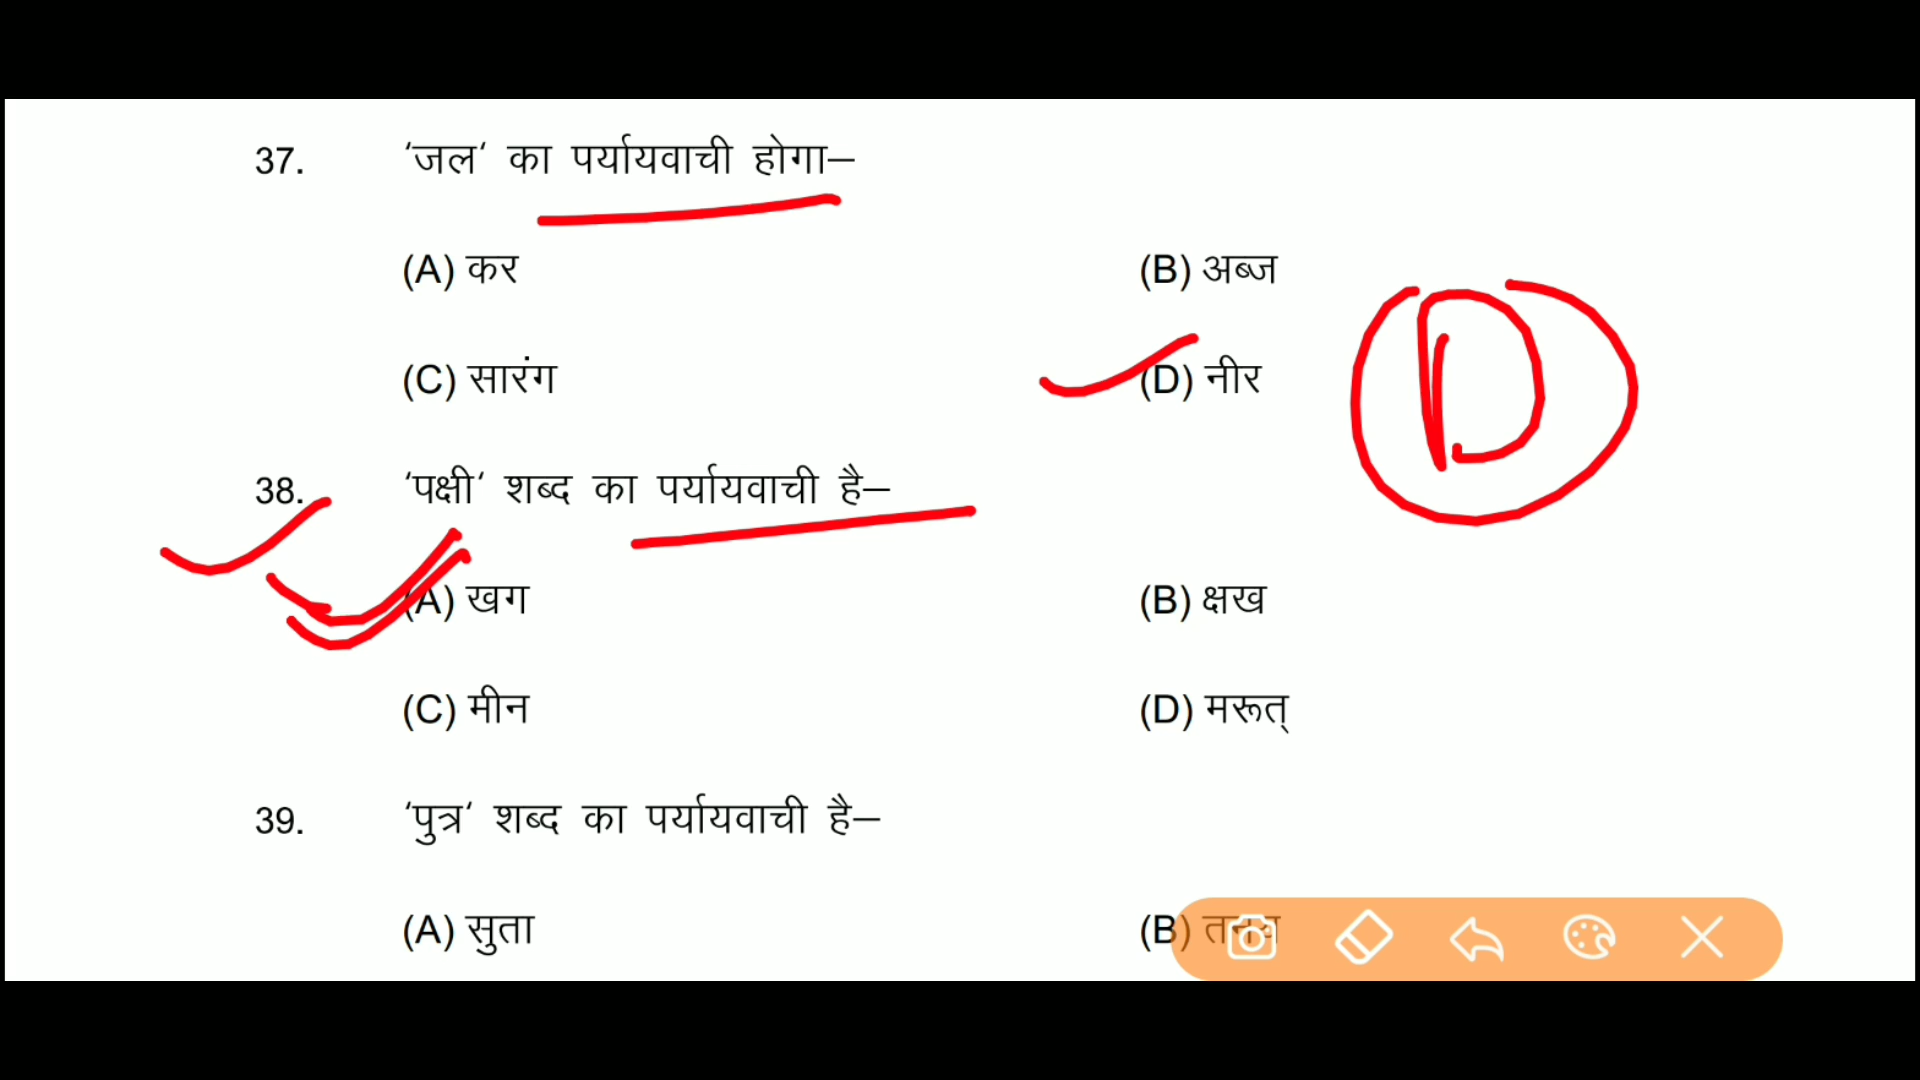 37. ‘जल‘ का पर्यायवाची होगा–
(A) कर (B) अब्ज
(C) सारंग (D) नीर
D
38. ‘पक्षी‘ शब्द का पर्यायवाची है–
(A) खग (B) क्षख
(C) मीन (D) मरूत्
39. ‘पुत्र‘ शब्द का पर्यायवाची है–
(A) सुता (B)